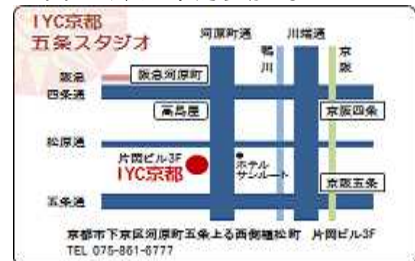 IYC京都
五条スタジオ
河原町通
鴨川
川端通
京阪
阪急
阪急河原町
四条通
高島屋
京阪四条
松原通
片岡ビル3F
IYC京都
ホテル
サンルート
京阪五条
五条通
京都市下京区河原町五条上る西側植松町 片岡ビル3F
TEL 075-861-6777